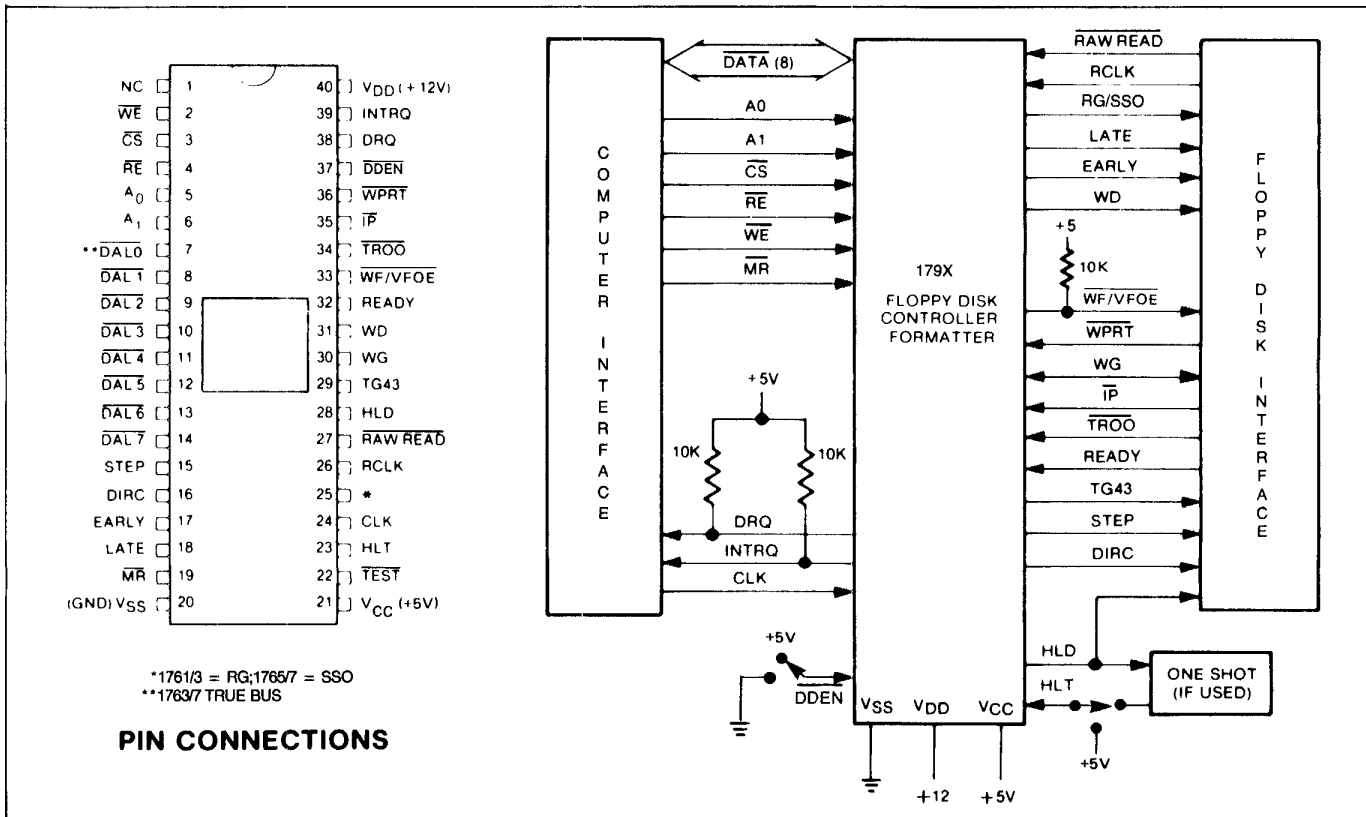 NC 1
WE 2
CS 3
RE 4
A0 5
A1 6
**DAL0 7
DAL1 8
DAL2 9
DAL3 10
DAL4 11
DAL5 12
DAL6 13
DAL7 14
STEP 15
DIRC 16
EARLY 17
LATE 18
MR 19
(GND) VSS 20
40 VDD (+12V)
39 INTRQ
38 DRQ
37 DDEN
36 WPRT
35 IP
34 TROO
33 WF/VFOE
32 READY
31 WD
30 WG
29 TG43
28 HLD
27 RAW READ
26 RCLK
25 *
24 CLK
23 HLT
22 TEST
21 VCC (+5V)
*1761/3 = RG;1765/7 = SSO
**1763/7 TRUE BUS
PIN CONNECTIONS
COMPUTER INTERFACE
DATA (8)
A0
A1
CS
RE
WE
MR
+5V
10K
10K
DRQ
INTRQ
CLK
+5V
DDEN
179X
FLOPPY DISK
CONTROLLER
FORMATTER
VSS VDD VCC
+12 +5V
RAW READ
RCLK
RG/SSO
LATE
EARLY
WD
+5
10K
WF/VFOE
WPRT
WG
IP
TROO
READY
TG43
STEP
DIRC
HLD
HLT
+5V
ONE SHOT
(IF USED)
FLOPPY DISK INTERFACE